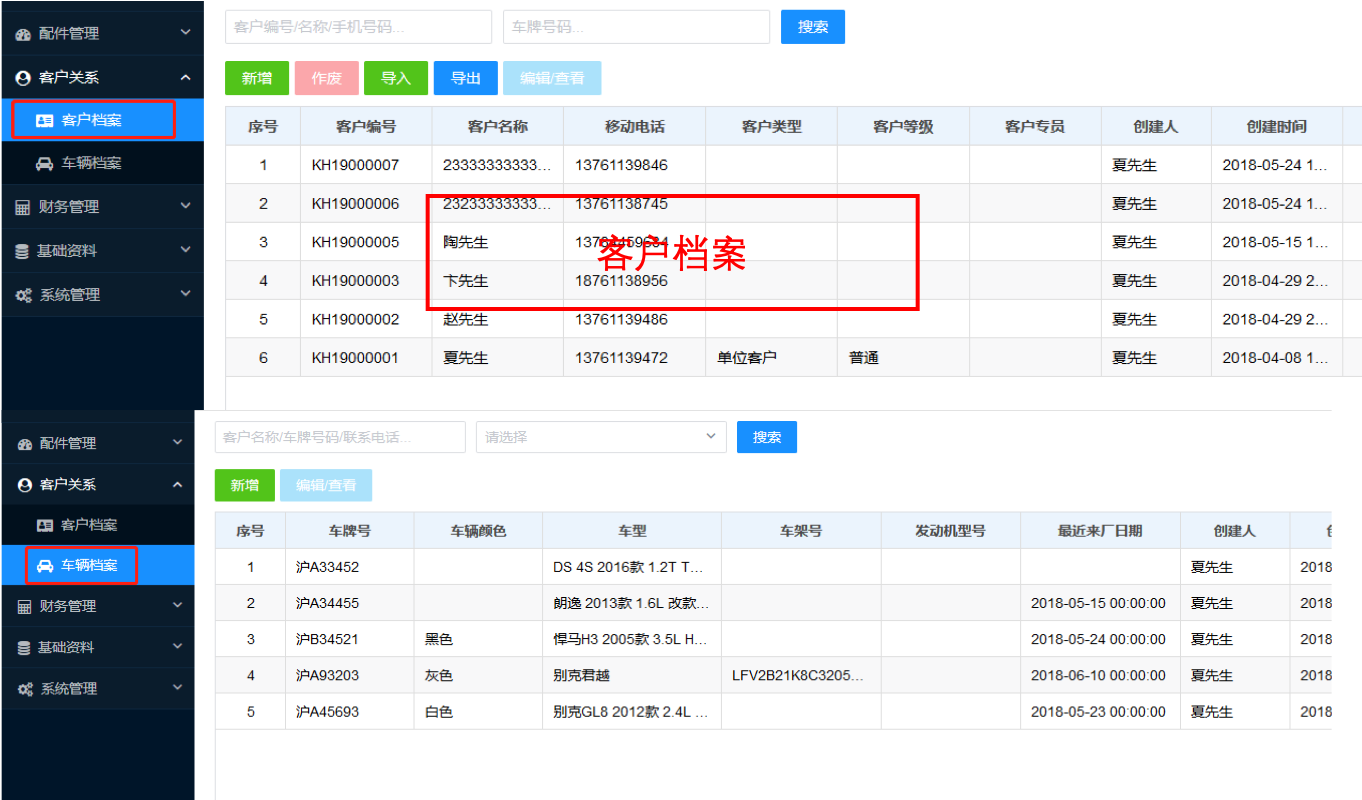 配件管理
客户关系
客户档案
车辆档案
财务管理
基础资料
系统管理
客户编号/名称/手机号码... 车牌号码... 搜索
新增 作废 导入 导出 编辑/查看
序号 客户编号 客户名称 移动电话 客户类型 客户等级 客户专员 创建人 创建时间
1 KH19000007 23333333333... 13761139846 夏先生 2018-05-24 1...
2 KH19000006 23233333333... 13761138745 夏先生 2018-05-24 1...
3 KH19000005 陶先生 夏先生 2018-05-15 1...
客户档案
4 KH19000003 卞先生 18761138956 夏先生 2018-04-29 2...
5 KH19000002 赵先生 13761139486 夏先生 2018-04-29 2...
6 KH19000001 夏先生 13761139472 单位客户 普通 夏先生 2018-04-08 1...
配件管理
客户关系
客户档案
车辆档案
财务管理
基础资料
系统管理
客户名称/车牌号码/联系电话... 请选择 搜索
新增 编辑/查看
序号 车牌号 车辆颜色 车型 车架号 发动机型号 最近来厂日期 创建人
1 沪A33452 DS 4S 2016款 1.2T T... 夏先生 2018
2 沪A34455 朗逸 2013款 1.6L 改款... 2018-05-15 00:00:00 夏先生 2018
3 沪B34521 黑色 悍马H3 2005款 3.5L H... 2018-05-24 00:00:00 夏先生 2018
4 沪A93203 灰色 别克君越 LFV2B21K8C3205... 2018-06-10 00:00:00 夏先生 2018
5 沪A45693 白色 别克GL8 2012款 2.4L ... 2018-05-23 00:00:00 夏先生 2018